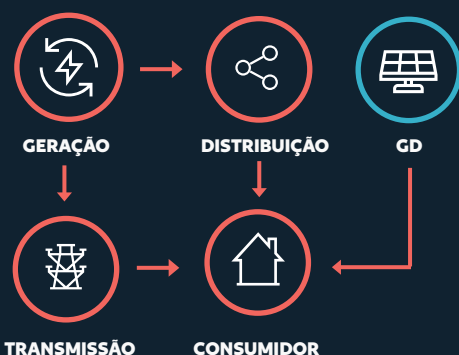 GERAÇÃO
DISTRIBUIÇÃO
GD
TRANSMISSÃO
CONSUMIDOR